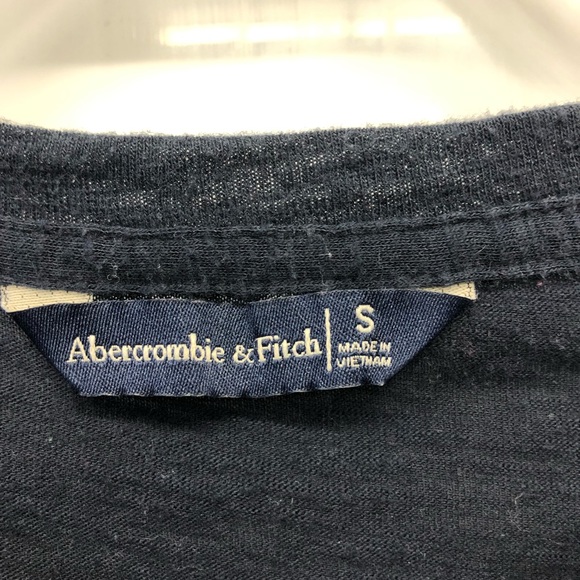 Abercrombie & Fitch
S
MADE IN
VIETNAM